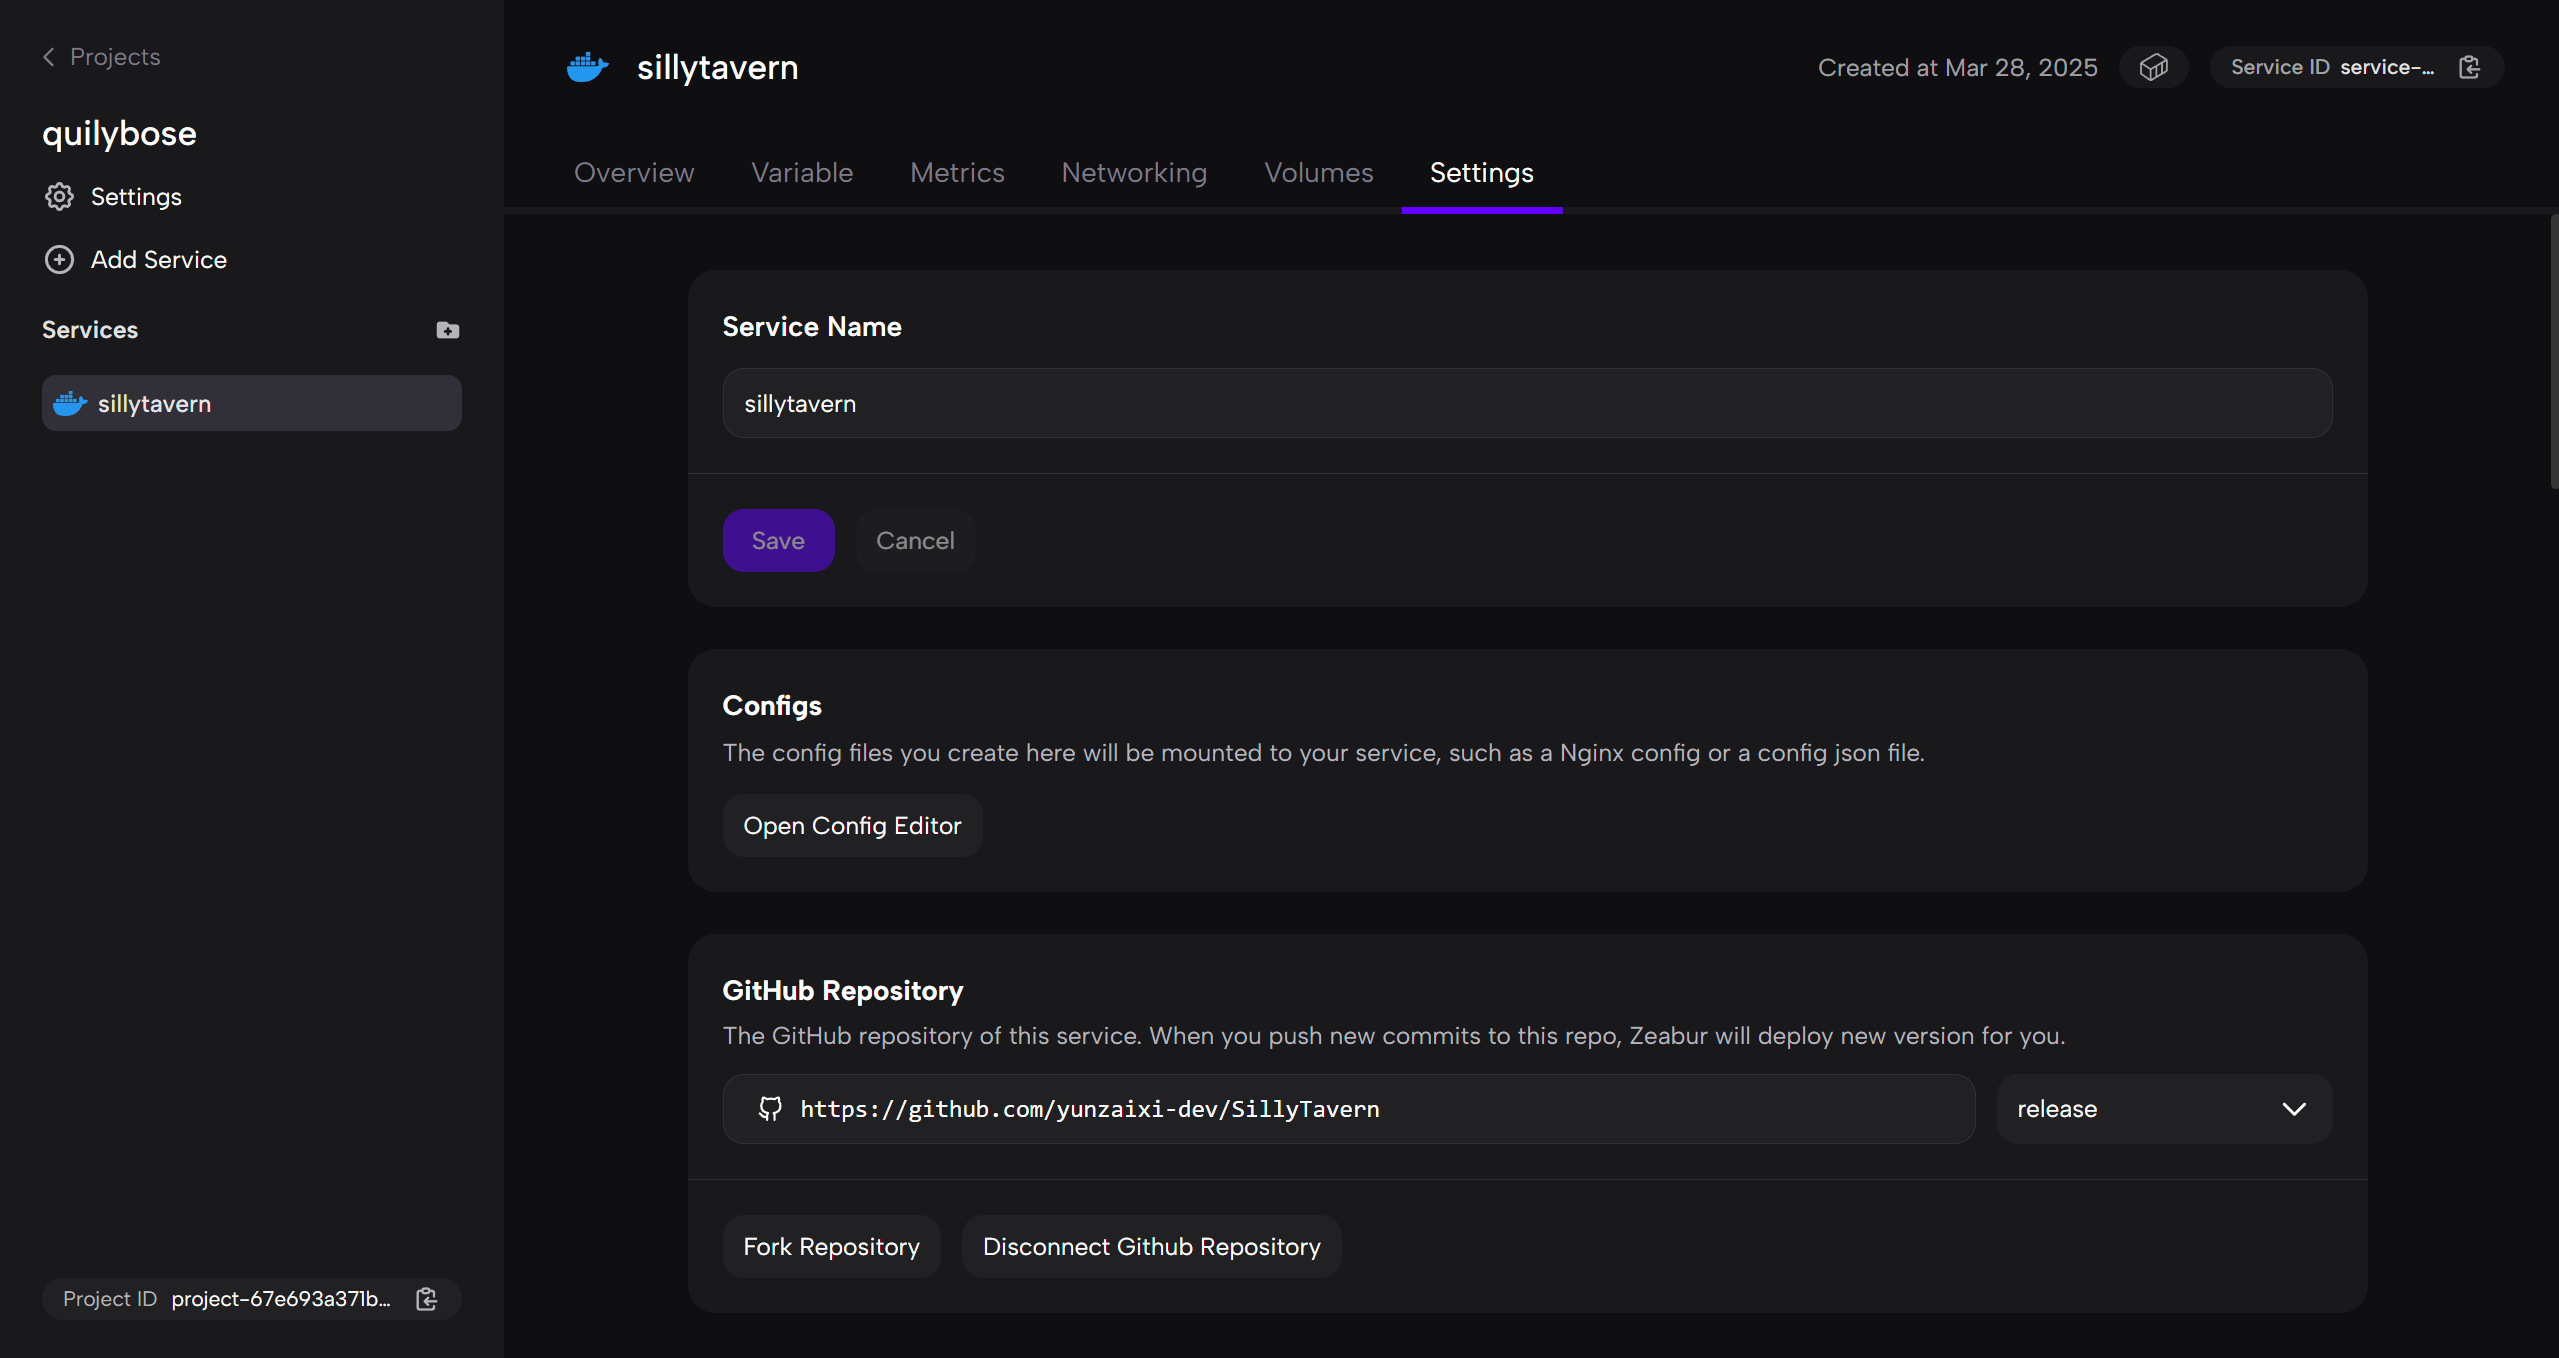 Projects
quilybose
Settings
Add Service
Services
sillytavern
Project ID project-67e693a371b...
sillytavern
Created at Mar 28, 2025
Service ID service-...
Overview Variable Metrics Networking Volumes Settings
Service Name
sillytavern
Save Cancel
Configs
The config files you create here will be mounted to your service, such as a Nginx config or a config json file.
Open Config Editor
GitHub Repository
The GitHub repository of this service. When you push new commits to this repo, Zeabur will deploy new version for you.
https://github.com/yunzaixi-dev/SillyTavern release
Fork Repository Disconnect Github Repository